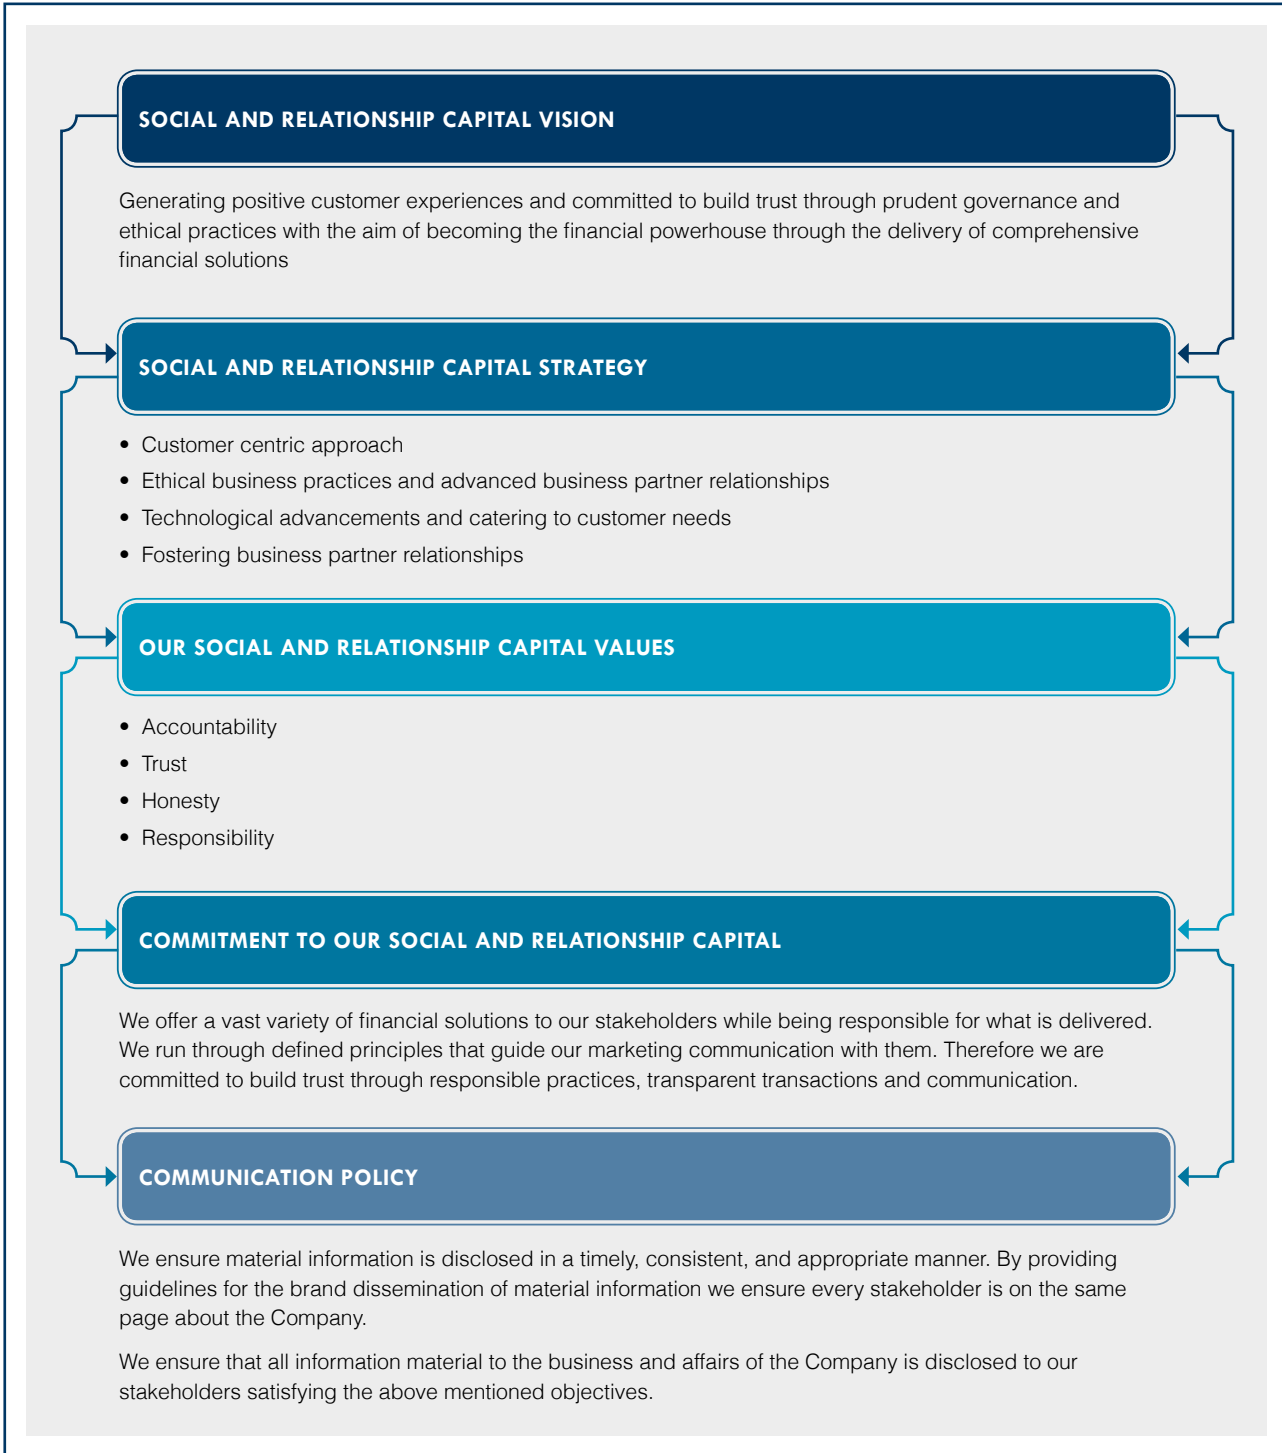 SOCIAL AND RELATIONSHIP CAPITAL VISION
Generating positive customer experiences and committed to build trust through prudent governance and
ethical practices with the aim of becoming the financial powerhouse through the delivery of comprehensive
financial solutions
SOCIAL AND RELATIONSHIP CAPITAL STRATEGY
• Customer centric approach
• Ethical business practices and advanced business partner relationships
• Technological advancements and catering to customer needs
• Fostering business partner relationships
OUR SOCIAL AND RELATIONSHIP CAPITAL VALUES
• Accountability
• Trust
• Honesty
• Responsibility
COMMITMENT TO OUR SOCIAL AND RELATIONSHIP CAPITAL
We offer a vast variety of financial solutions to our stakeholders while being responsible for what is delivered.
We run through defined principles that guide our marketing communication with them. Therefore we are
committed to build trust through responsible practices, transparent transactions and communication.
COMMUNICATION POLICY
We ensure material information is disclosed in a timely, consistent, and appropriate manner. By providing
guidelines for the brand dissemination of material information we ensure every stakeholder is on the same
page about the Company.
We ensure that all information material to the business and affairs of the Company is disclosed to our
stakeholders satisfying the above mentioned objectives.